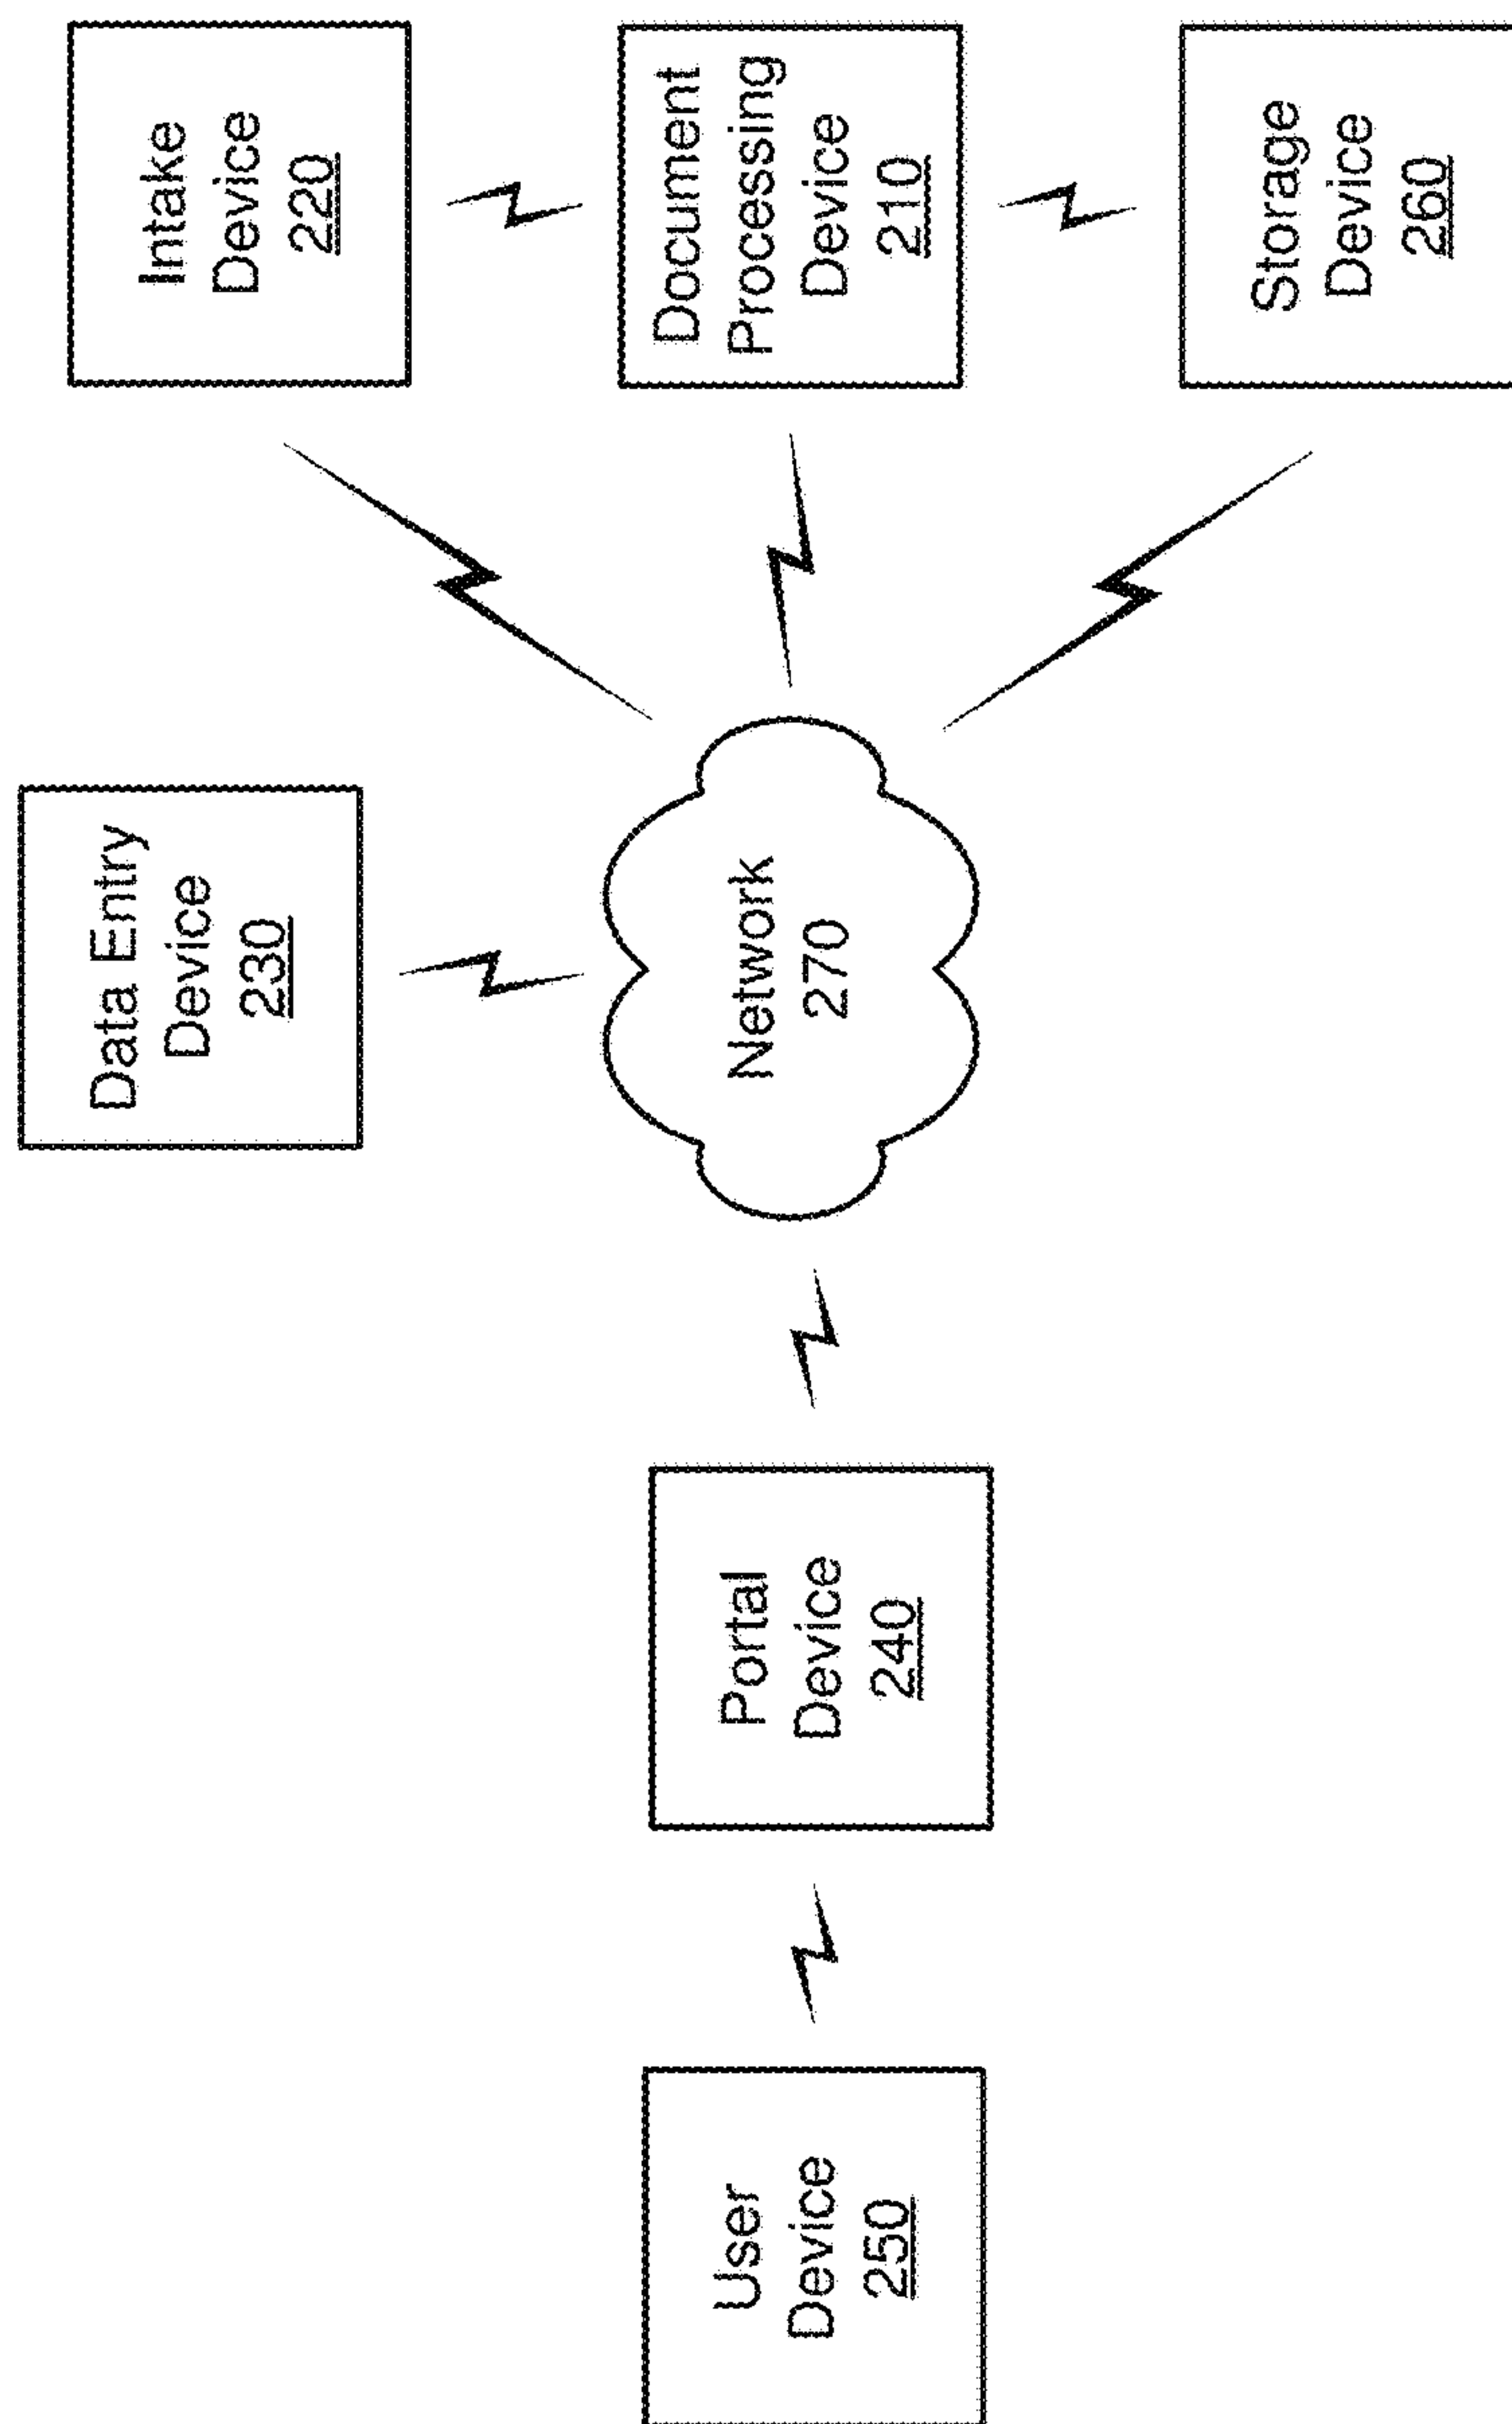 Data Entry
Device
230
Intake
Device
220
User
Device
250
Portal
Device
240
Network
270
Document
Processing
Device
210
Storage
Device
260